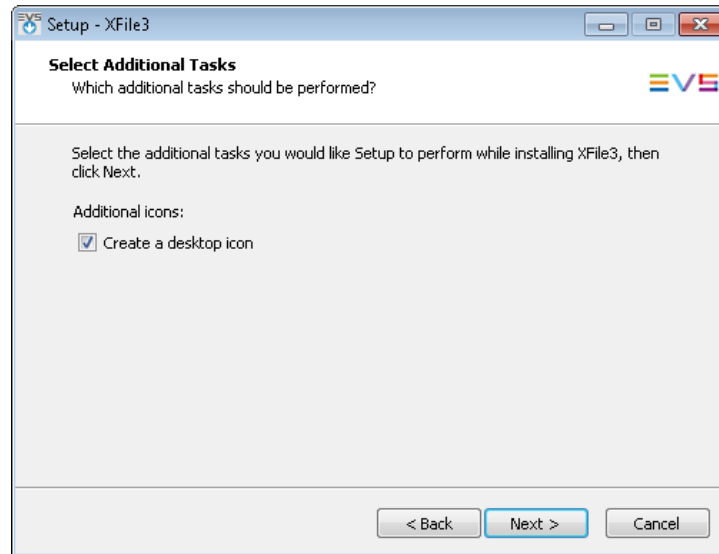 EVS Setup - XFile3
Select Additional Tasks
Which additional tasks should be performed?
EVS
Select the additional tasks you would like Setup to perform while installing XFile3, then
click Next.
Additional icons:
Create a desktop icon
< Back Next > Cancel